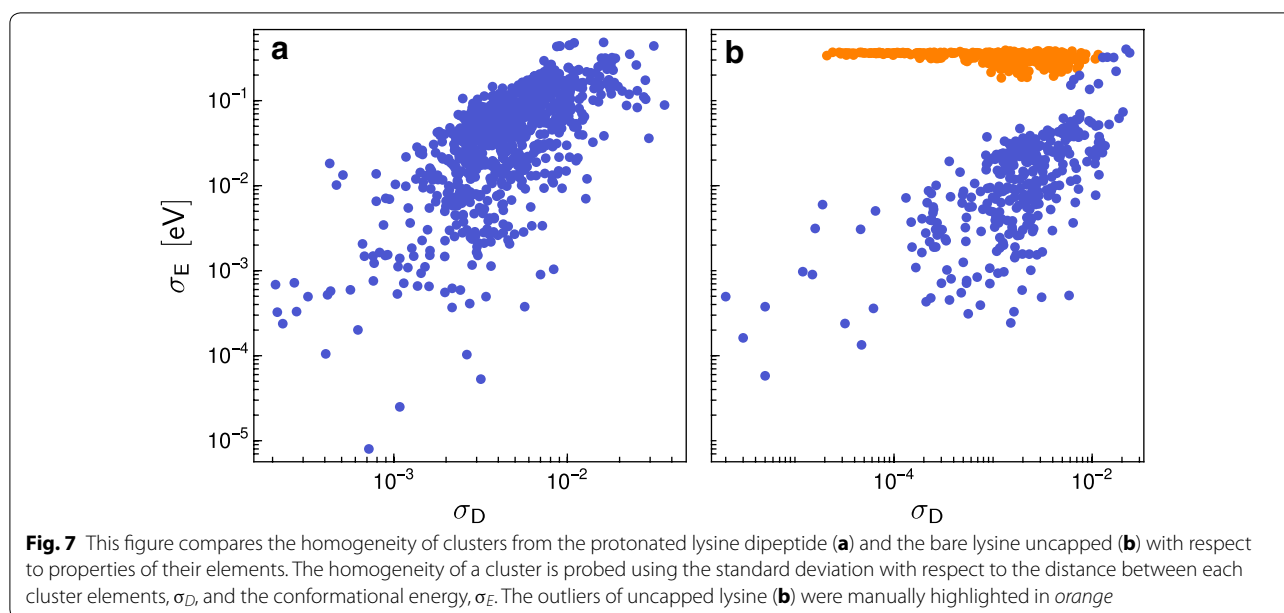 a
b
10⁻¹
10⁻²
10⁻³
10⁻⁴
10⁻⁵
σE [eV]
10⁻³
10⁻²
10⁻⁴
10⁻²
σD
σD
Fig. 7 This figure compares the homogeneity of clusters from the protonated lysine dipeptide (a) and the bare lysine uncapped (b) with respect
to properties of their elements. The homogeneity of a cluster is probed using the standard deviation with respect to the distance between each
cluster elements, σD, and the conformational energy, σE. The outliers of uncapped lysine (b) were manually highlighted in orange